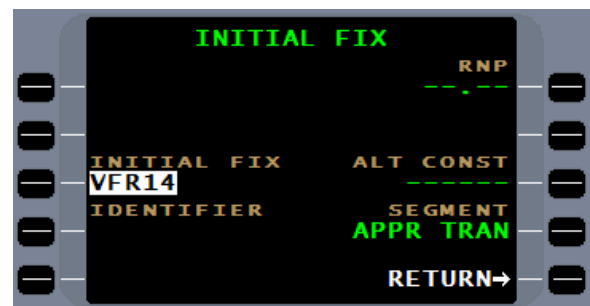 INITIAL FIX
RNP
--.--
INITIAL FIX ALT CONST
VFR14 ------
IDENTIFIER SEGMENT
APPR TRAN
RETURN→